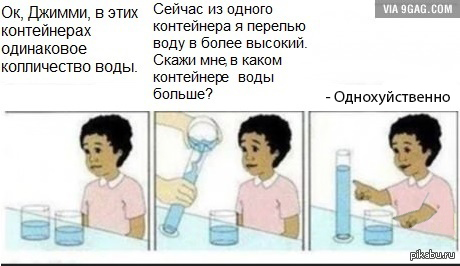 Ок, Джимми, в этих
контейнерах
одинаковое
колличество воды.
Сейчас из одного
контейнера я перелью
воду в более высокий.
Скажи мне, в каком
контейнере воды
больше?
VIA 9GAG.COM
- Однохуйственно
pikabu.ru